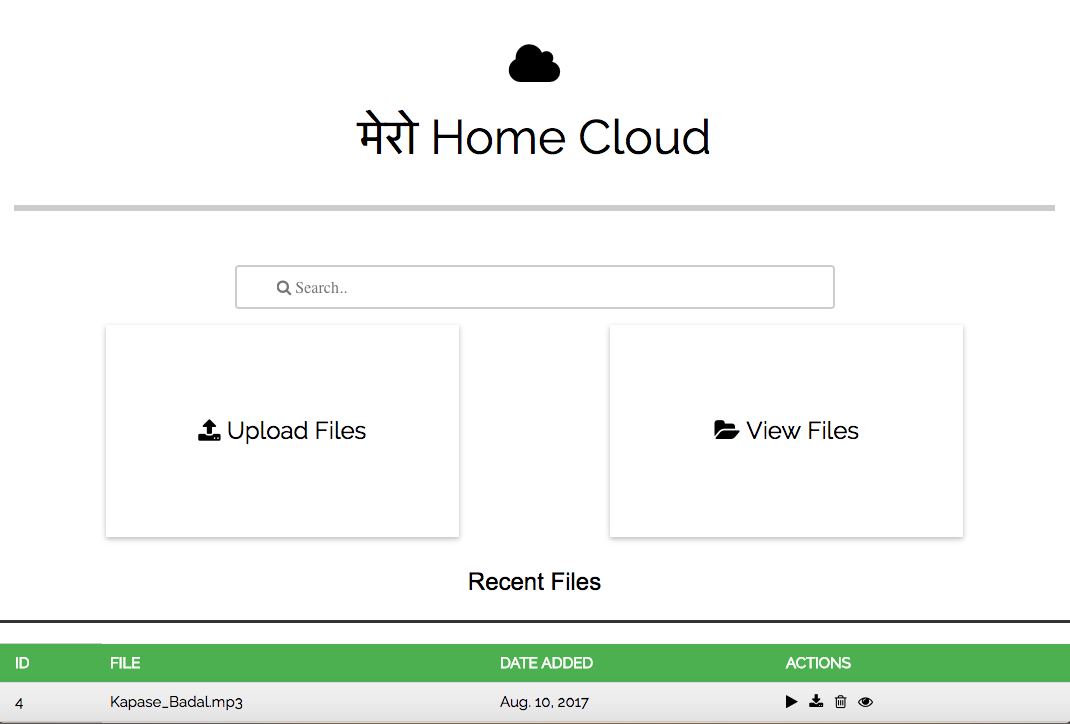 मेरो Home Cloud
Search..
Upload Files
View Files
Recent Files
ID FILE DATE ADDED ACTIONS
4 Kapase_Badal.mp3 Aug. 10, 2017